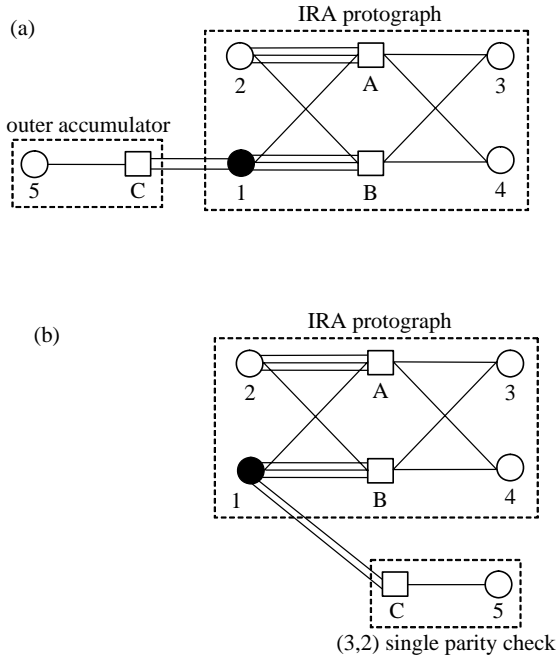 (a)
IRA protograph
2
A
3
outer accumulator
5
C
1
B
4
(b)
IRA protograph
2
A
3
1
B
4
C
5
(3,2) single parity check